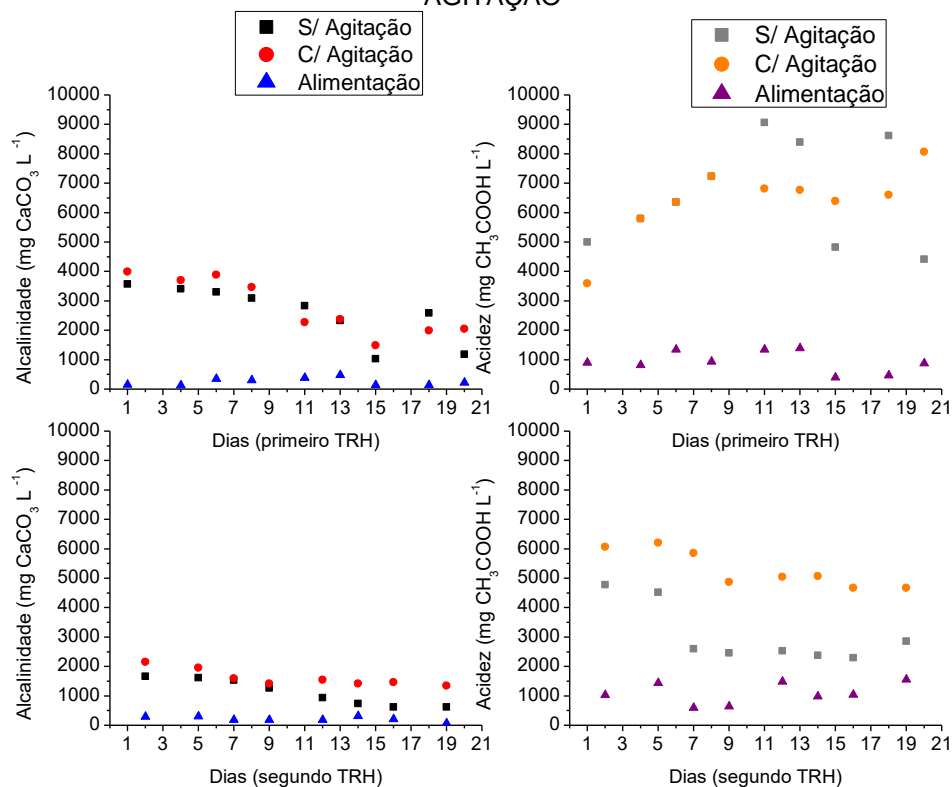 AGITAÇÃO
S/ Agitação
C/ Agitação
Alimentação
S/ Agitação
C/ Agitação
Alimentação
Alcalinidade (mg CaCO₃ L⁻¹)
10000
9000
8000
7000
6000
5000
4000
3000
2000
1000
0
1 3 5 7 9 11 13 15 17 19 21
Dias (primeiro TRH)
Acidez (mg CH₃COOH L⁻¹)
10000
9000
8000
7000
6000
5000
4000
3000
2000
1000
0
1 3 5 7 9 11 13 15 17 19 21
Dias (primeiro TRH)
Alcalinidade (mg CaCO₃ L⁻¹)
10000
9000
8000
7000
6000
5000
4000
3000
2000
1000
0
1 3 5 7 9 11 13 15 17 19 21
Dias (segundo TRH)
Acidez (mg CH₃COOH L⁻¹)
10000
9000
8000
7000
6000
5000
4000
3000
2000
1000
0
1 3 5 7 9 11 13 15 17 19 21
Dias (segundo TRH)